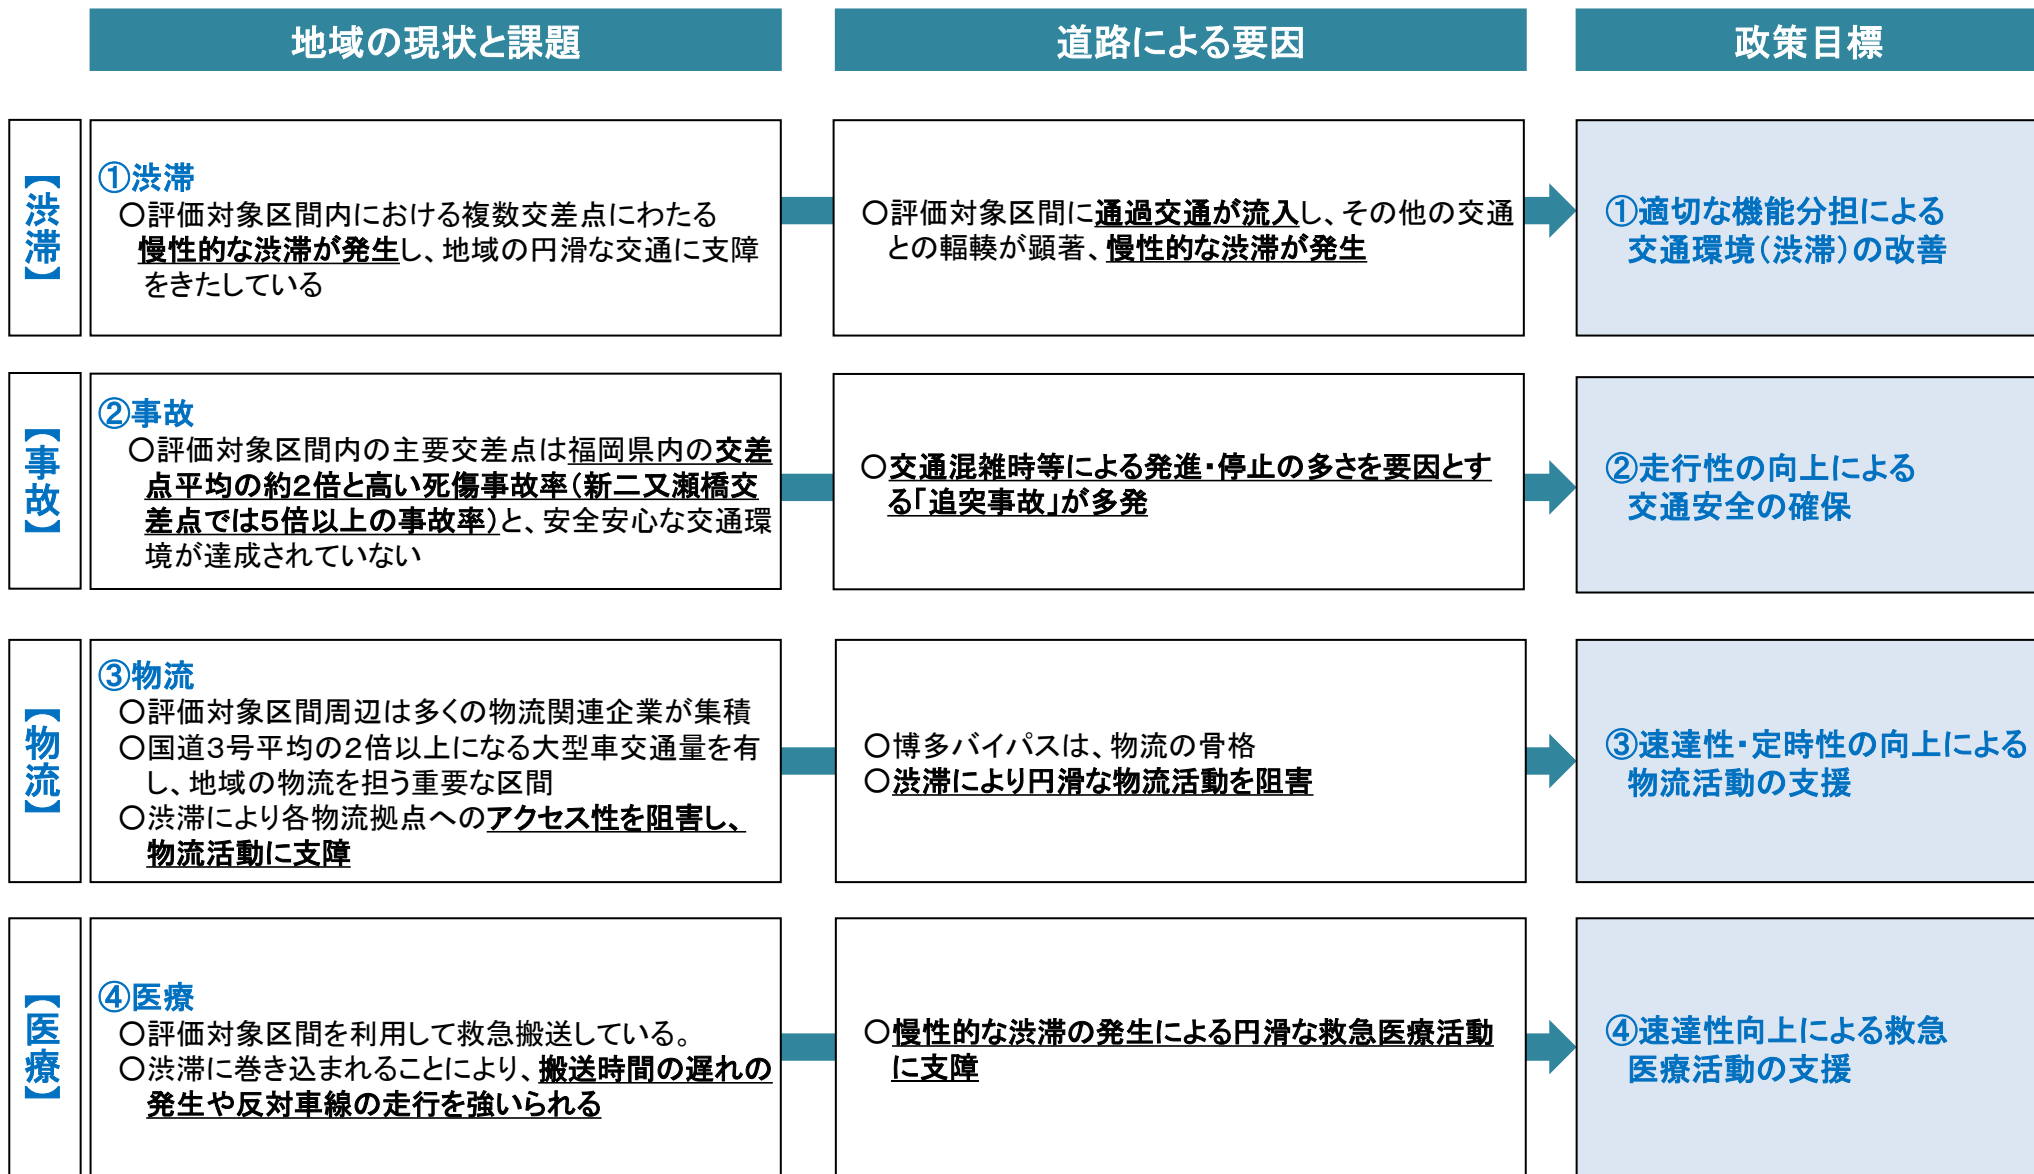 地域の現状と課題
道路による要因
政策目標
【渋滞】
①渋滞
〇評価対象区間内における複数交差点にわたる
慢性的な渋滞が発生し、地域の円滑な交通に支障
をきたしている
〇評価対象区間に通過交通が流入し、その他の交通
との輻輳が顕著、慢性的な渋滞が発生
①適切な機能分担による
交通環境(渋滞)の改善
【事故】
②事故
〇評価対象区間内の主要交差点は福岡県内の交差
点平均の約2倍と高い死傷事故率(新二又瀬橋交
差点では5倍以上の事故率)と、安全安心な交通環
境が達成されていない
〇交通混雑時等による発進・停止の多さを要因とす
る「追突事故」が多発
②走行性の向上による
交通安全の確保
【物流】
③物流
〇評価対象区間周辺は多くの物流関連企業が集積
〇国道3号平均の2倍以上になる大型車交通量を有
し、地域の物流を担う重要な区間
〇渋滞により各物流拠点へのアクセス性を阻害し、
物流活動に支障
〇博多バイパスは、物流の骨格
〇渋滞により円滑な物流活動を阻害
③速達性・定時性の向上による
物流活動の支援
【医療】
④医療
〇評価対象区間を利用して救急搬送している。
〇渋滞に巻き込まれることにより、搬送時間の遅れの
発生や反対車線の走行を強いられる
〇慢性的な渋滞の発生による円滑な救急医療活動
に支障
④速達性向上による救急
医療活動の支援